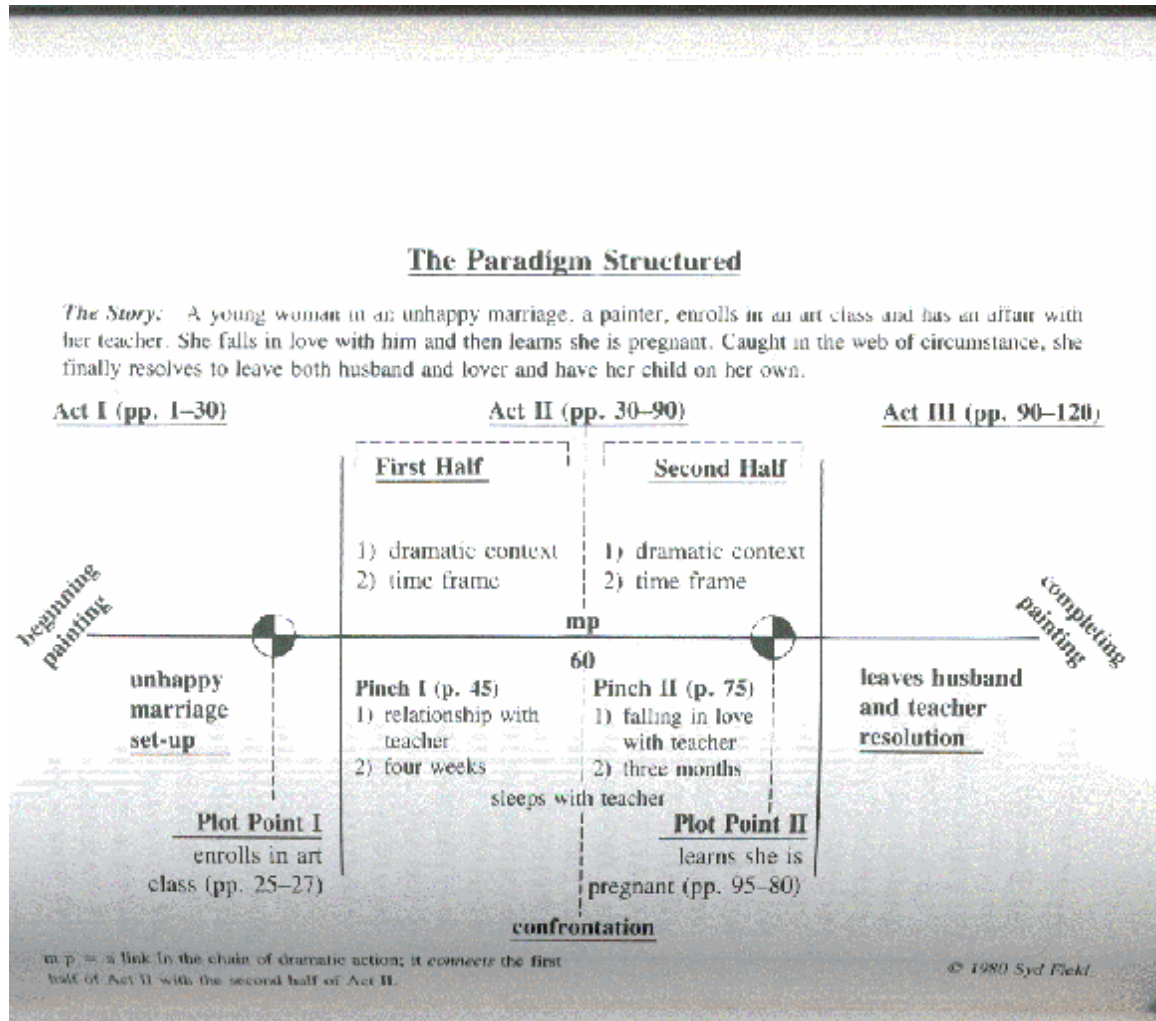 The Paradigm Structured
The Story: A young woman in an unhappy marriage, a painter, enrolls in an art class and has an affair with
her teacher. She falls in love with him and then learns she is pregnant. Caught in the web of circumstance, she
finally resolves to leave both husband and lover and have her child on her own.
Act I (pp. 1–30)
Act II (pp. 30–90)
Act III (pp. 90–120)
First Half
Second Half
1) dramatic context
2) time frame
1) dramatic context
2) time frame
beginning
painting
completing
painting
mp
60
unhappy
marriage
set-up
Pinch I (p. 45)
1) relationship with
teacher
2) four weeks
Pinch II (p. 75)
1) falling in love
with teacher
2) three months
leaves husband
and teacher
resolution
sleeps with teacher
Plot Point I
enrolls in art
class (pp. 25–27)
Plot Point II
learns she is
pregnant (pp. 95–80)
confrontation
m p = a link in the chain of dramatic action; it connects the first
half of Act II with the second half of Act II.
© 1980 Syd Field